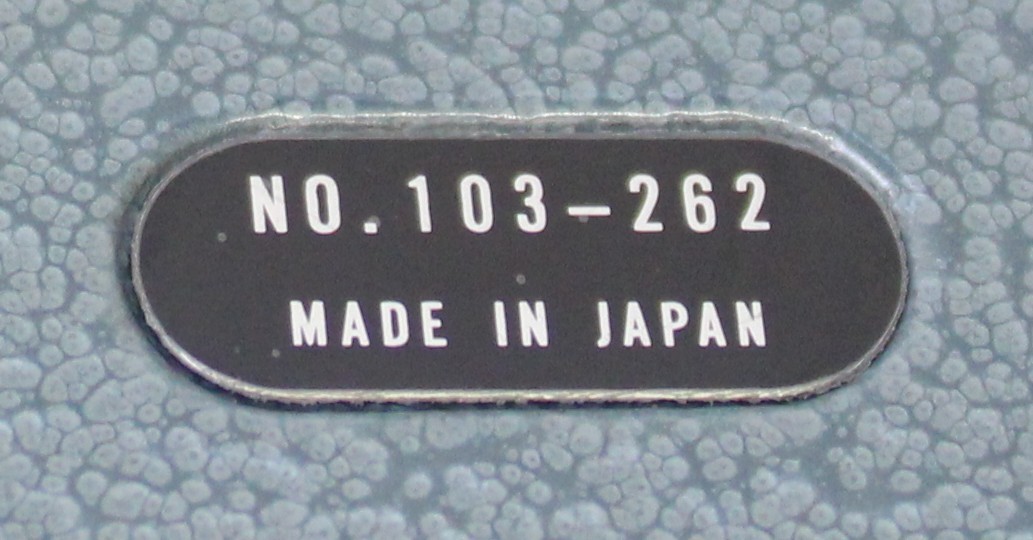 NO. 103-262
MADE IN JAPAN